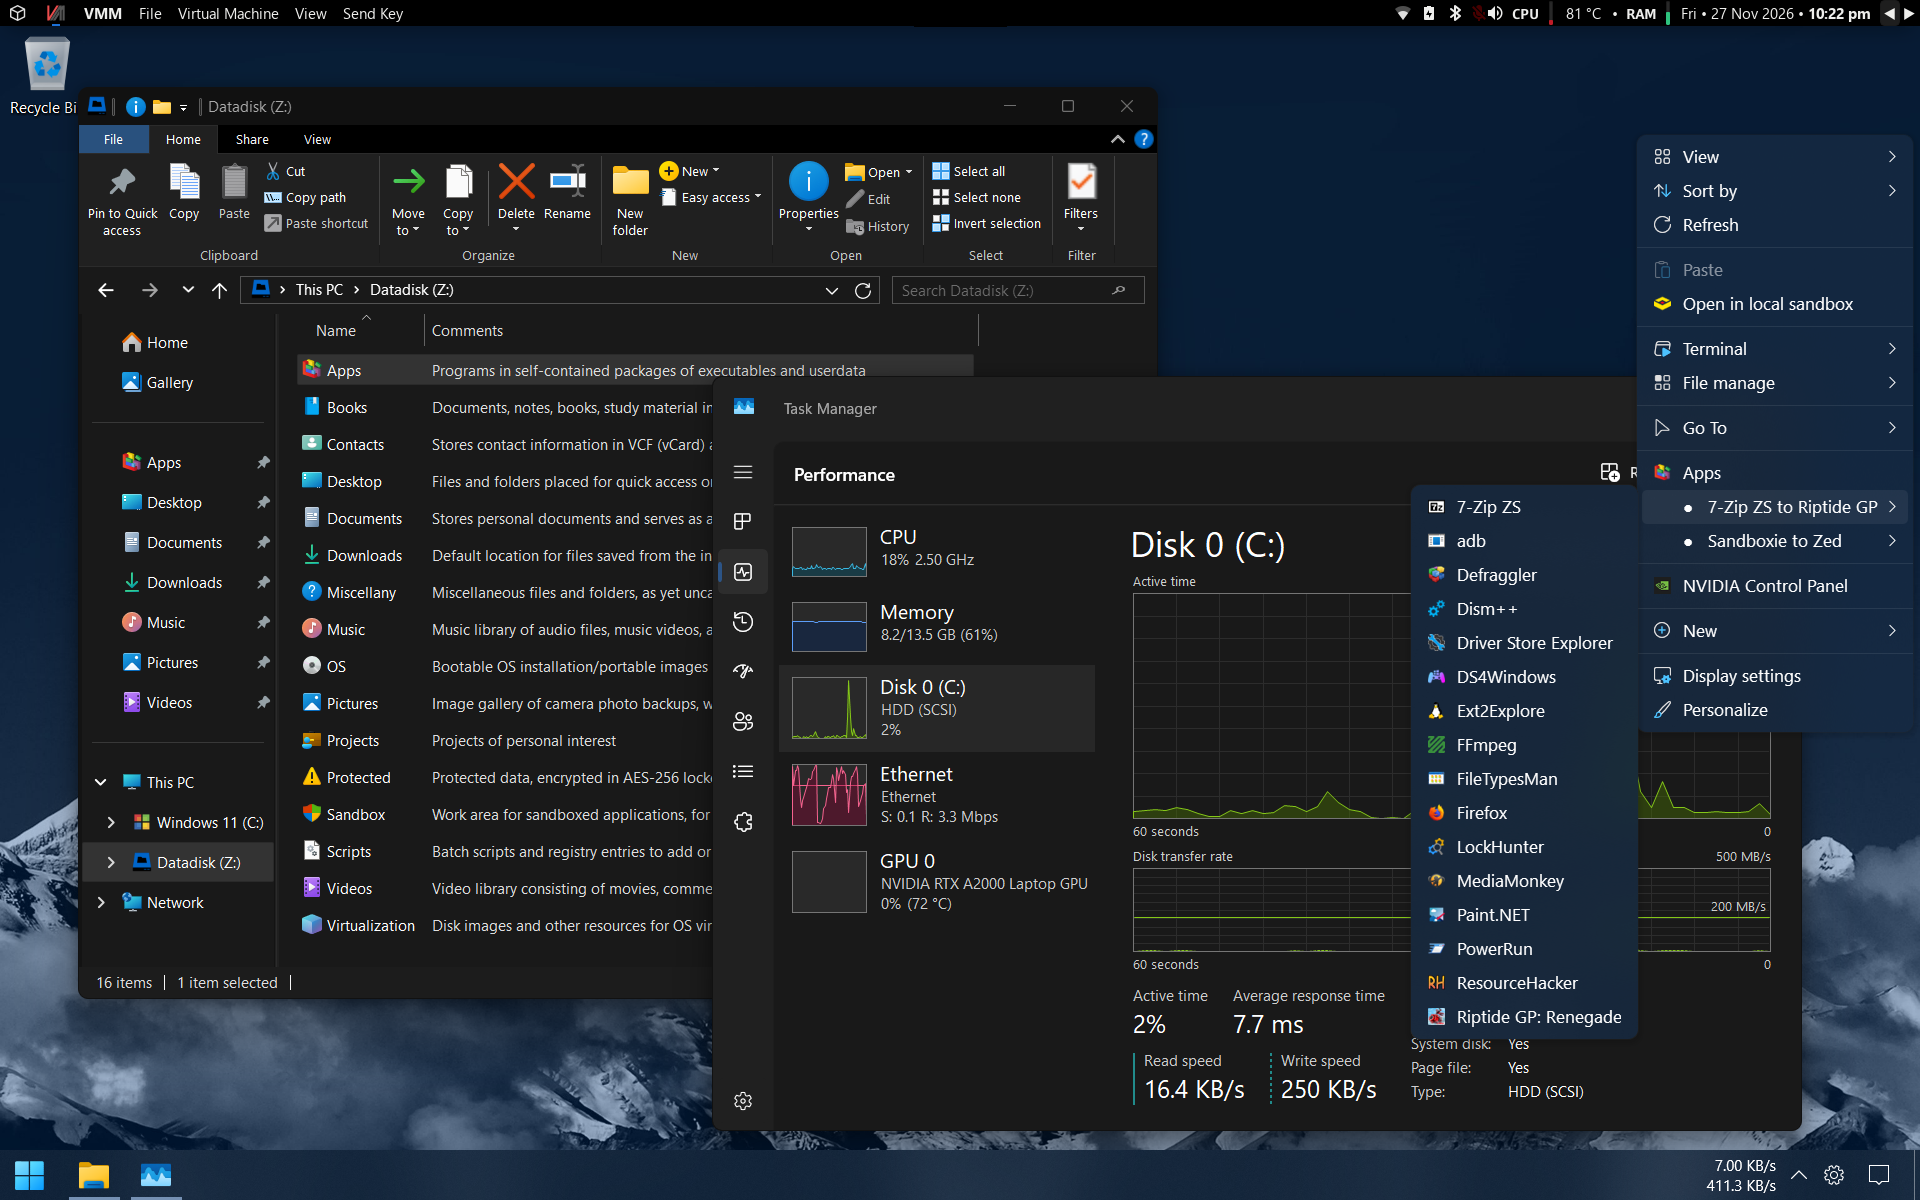 VMM File Virtual Machine View Send Key
CPU 81 °C • RAM Fri • 27 Nov 2026 • 10:22 pm
Recycle Bi
Datadisk (Z:)
File Home Share View
Pin to Quick access
Copy
Paste
Cut
Copy path
Paste shortcut
Clipboard
Move to
Copy to
Delete
Rename
Organize
New folder
New
Easy access
New
Properties
Open
Edit
History
Open
Select all
Select none
Invert selection
Select
Filters
Filter
This PC > Datadisk (Z:)
Search Datadisk (Z:)
Home
Gallery
Apps
Desktop
Documents
Downloads
Music
Pictures
Videos
This PC
Windows 11 (C:)
Datadisk (Z:)
Network
Name Comments
Apps Programs in self-contained packages of executables and userdata
Books Documents, notes, books, study material in
Contacts Stores contact information in VCF (vCard)
Desktop Files and folders placed for quick access
Documents Stores personal documents and serves as a
Downloads Default location for files saved from the in
Miscellany Miscellaneous files and folders, as yet unca
Music Music library of audio files, music videos, a
OS Bootable OS installation/portable images
Pictures Image gallery of camera photo backups, w
Projects Projects of personal interest
Protected Protected data, encrypted in AES-256 lock
Sandbox Work area for sandboxed applications, for
Scripts Batch scripts and registry entries to add or
Videos Video library consisting of movies, comme
Virtualization Disk images and other resources for OS vir
16 items 1 item selected
Task Manager
Performance
CPU
18% 2.50 GHz
Memory
8.2/13.5 GB (61%)
Disk 0 (C:)
HDD (SCSI)
2%
Ethernet
Ethernet
S: 0.1 R: 3.3 Mbps
GPU 0
NVIDIA RTX A2000 Laptop GPU
0% (72 °C)
Disk 0 (C:)
Active time
60 seconds 0
Disk transfer rate 500 MB/s
200 MB/s
60 seconds 0
Active time
2%
Average response time
7.7 ms
Read speed
16.4 KB/s
Write speed
250 KB/s
System disk: Yes
Page file: Yes
Type: HDD (SCSI)
7-Zip ZS
adb
Defraggler
Dism++
Driver Store Explorer
DS4Windows
Ext2Explore
FFmpeg
FileTypesMan
Firefox
LockHunter
MediaMonkey
Paint.NET
PowerRun
RH ResourceHacker
Riptide GP: Renegade
View
Sort by
Refresh
Paste
Open in local sandbox
Terminal
File manage
Go To
Apps
• 7-Zip ZS to Riptide GP
• Sandboxie to Zed
NVIDIA Control Panel
New
Display settings
Personalize
7.00 KB/s
411.3 KB/s